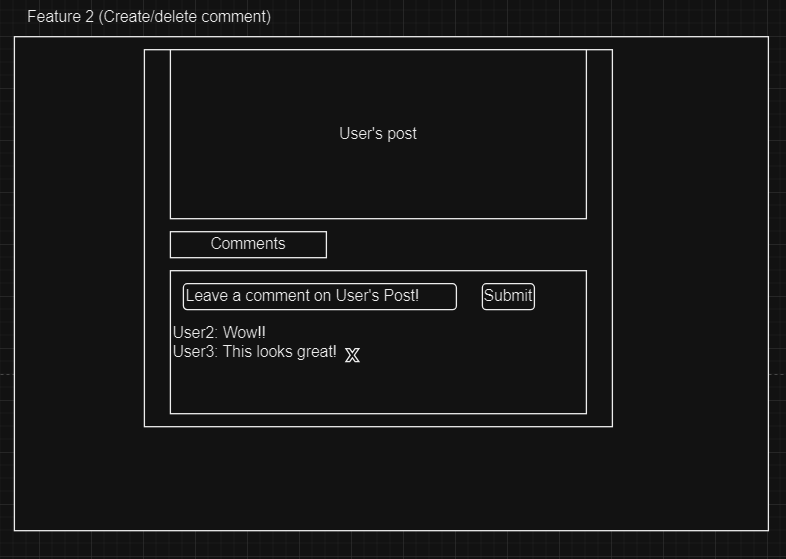 Feature 2 (Create/delete comment)
User's post
Comments
Leave a comment on User's Post!
Submit
User2: Wow!!
User3: This looks great! X